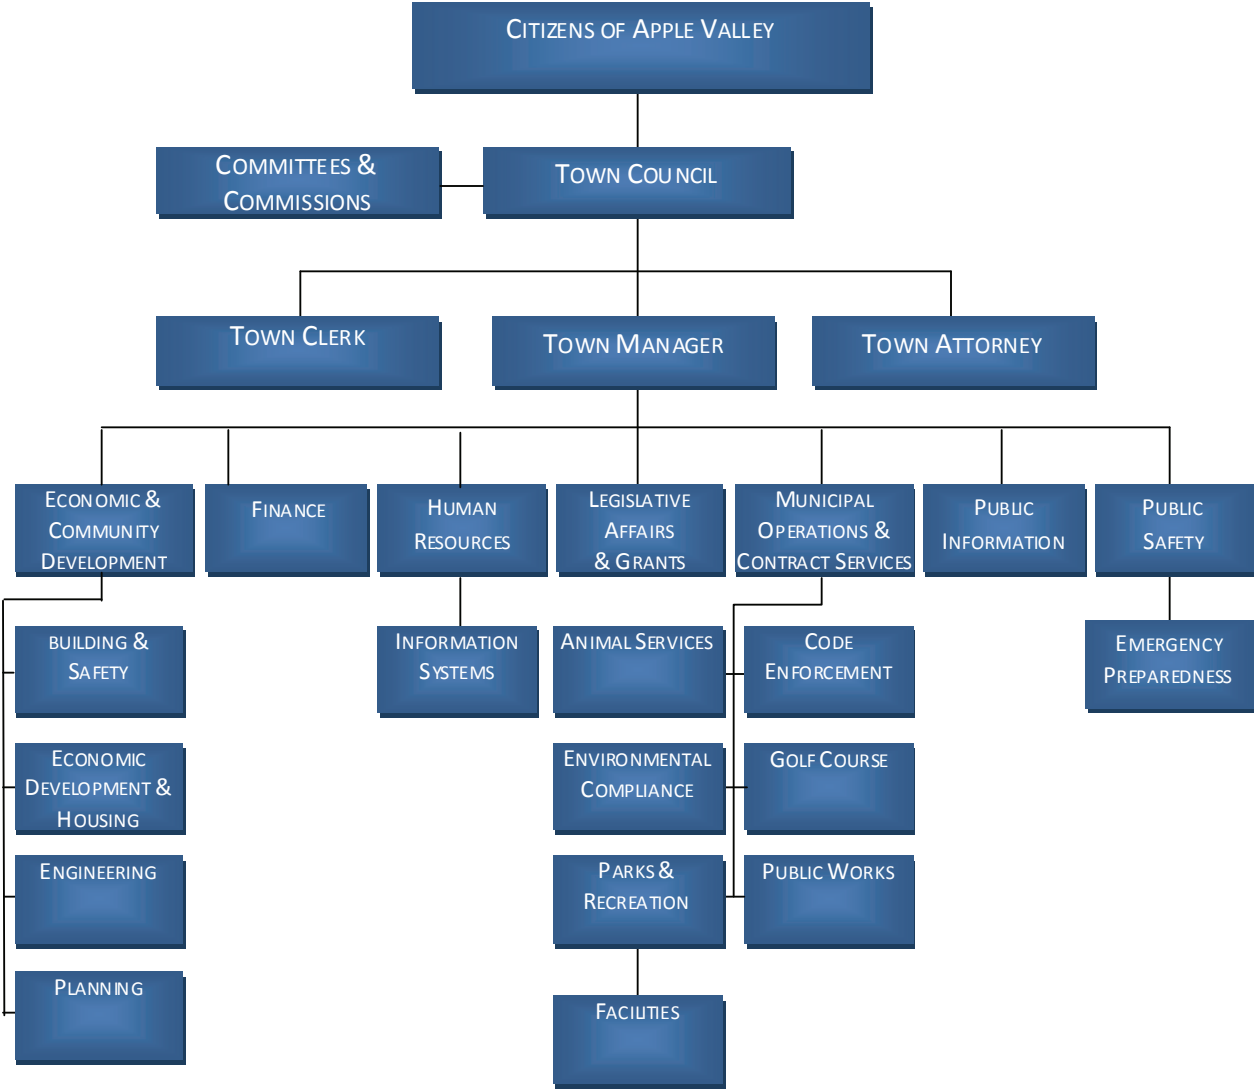 CITIZENS OF APPLE VALLEY
COMMITTEES &
COMMISSIONS
TOWN COUNCIL
TOWN CLERK
TOWN MANAGER
TOWN ATTORNEY
ECONOMIC &
COMMUNITY
DEVELOPMENT
FINANCE
HUMAN
RESOURCES
LEGISLATIVE
AFFAIRS
& GRANTS
MUNICIPAL
OPERATIONS &
CONTRACT SERVICES
PUBLIC
INFORMATION
PUBLIC
SAFETY
BUILDING &
SAFETY
INFORMATION
SYSTEMS
ANIMAL SERVICES
CODE
ENFORCEMENT
EMERGENCY
PREPAREDNESS
ECONOMIC
DEVELOPMENT &
HOUSING
ENVIRONMENTAL
COMPLIANCE
GOLF COURSE
ENGINEERING
PARKS &
RECREATION
PUBLIC WORKS
PLANNING
FACILITIES